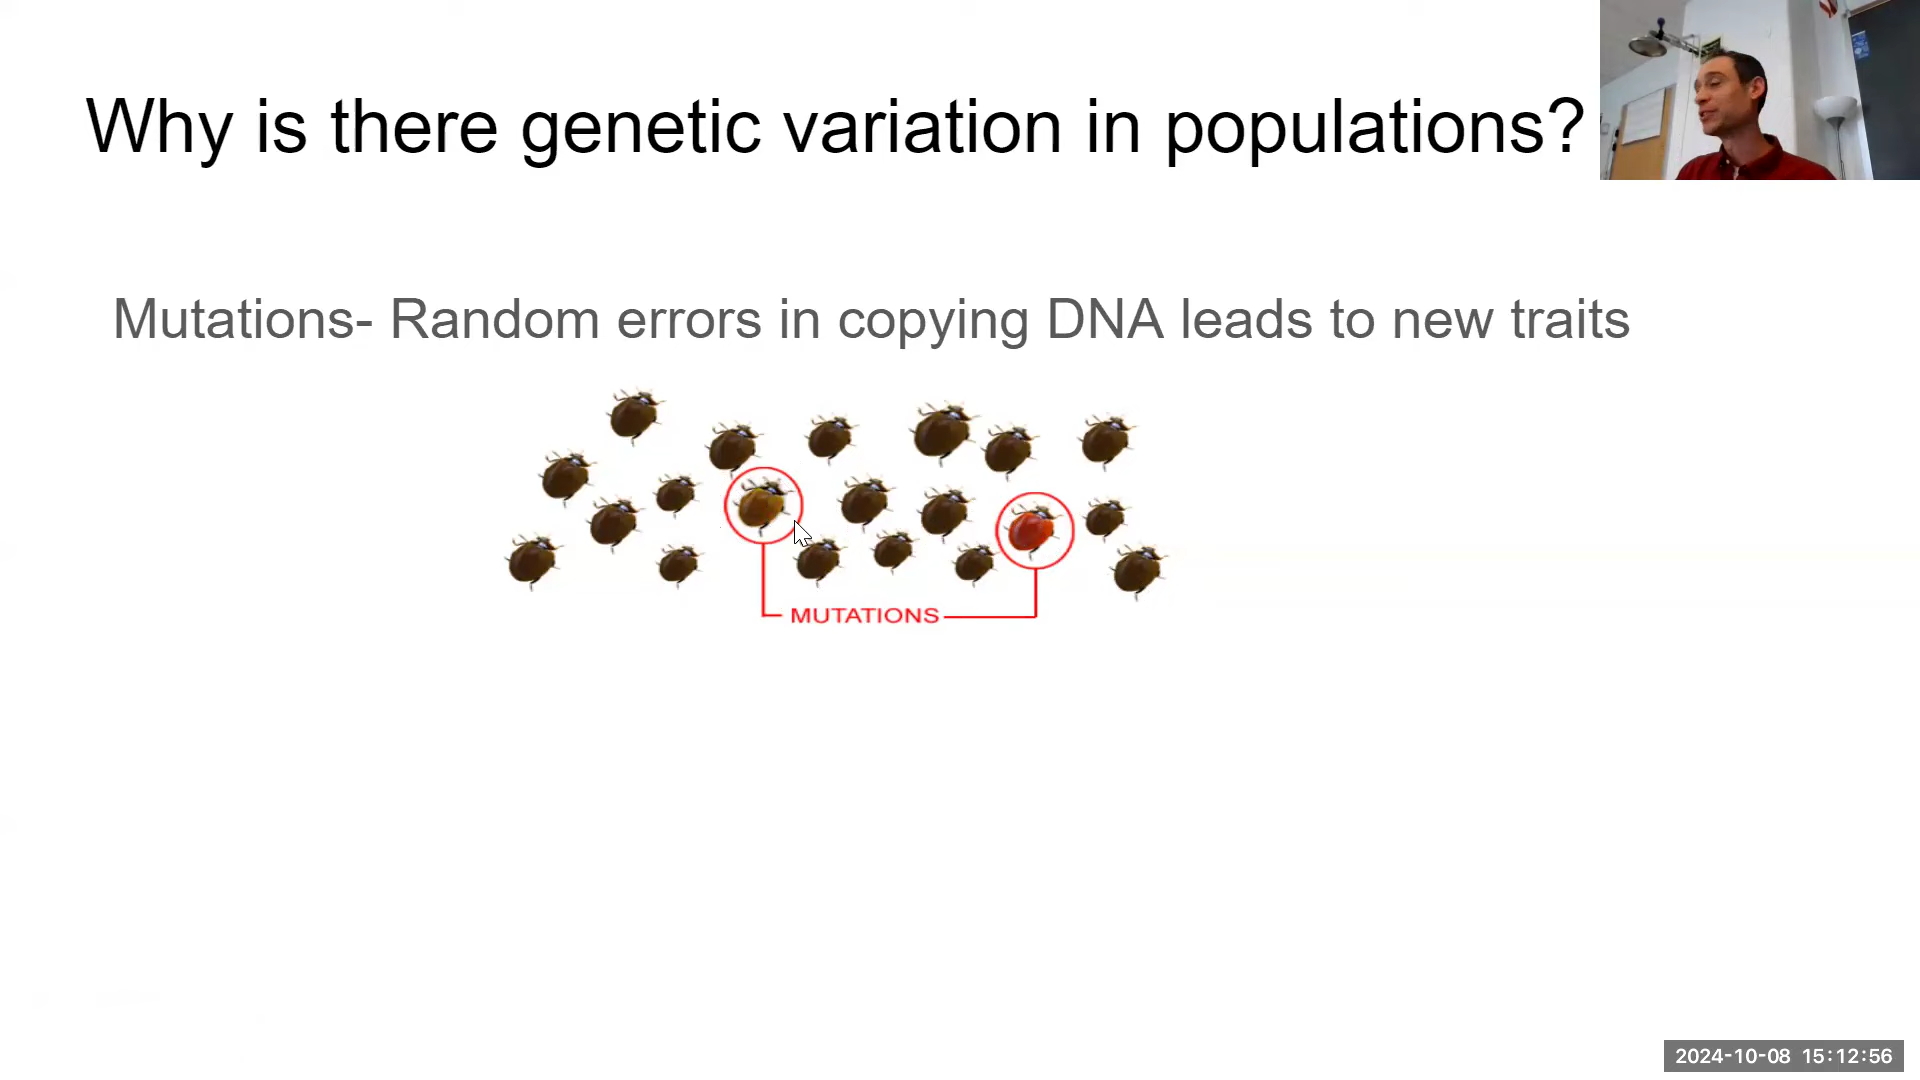 Why is there genetic variation in populations?
Mutations- Random errors in copying DNA leads to new traits
MUTATIONS
2024-10-08 15:12:56